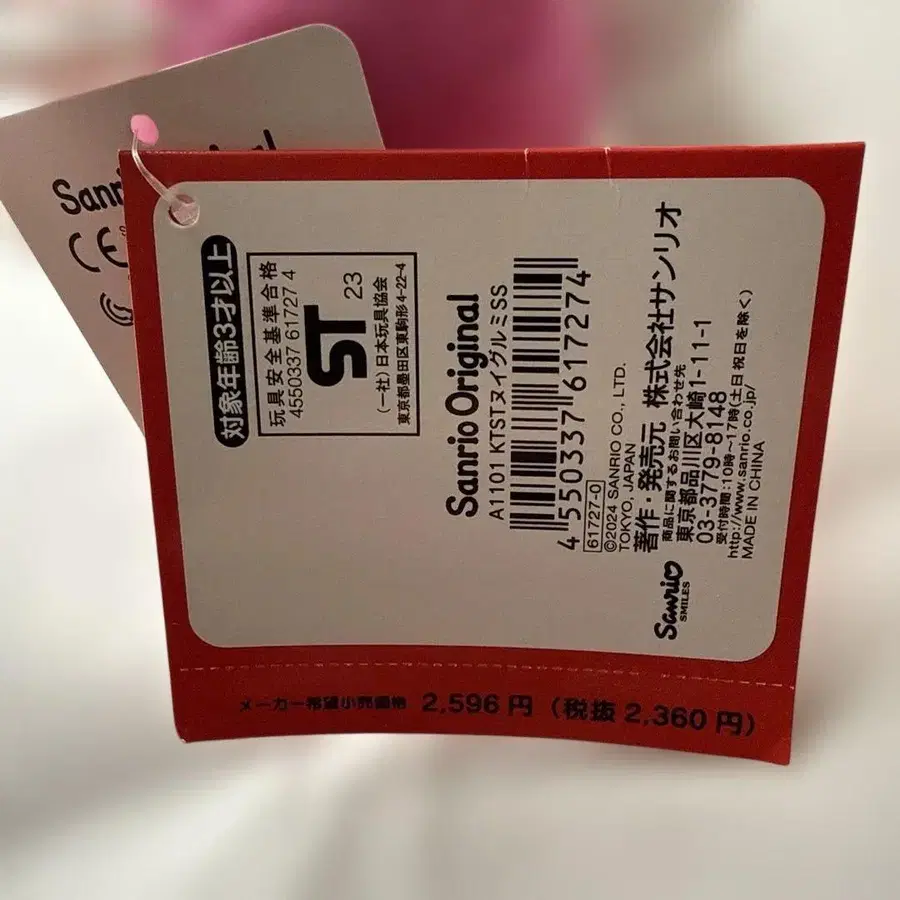 対象年齢3才以上
玩具安全基準合格
4550337 617274
ST 23
(一社)日本玩具協会
東京都墨田区東駒形4-22-4
Sanrio Original
A1101 KTSTヌイグルミSS
4 550337 617274
61727-0
©2024 SANRIO CO., LTD.
TOKYO, JAPAN
著作・発売元 株式会社サンリオ
商品に関するお問い合わせ先
東京都品川区大崎1-11-1
03-3779-8148
受付時間:10時~17時(土日 祝日を除く)
http://www.sanrio.co.jp/
MADE IN CHINA
Sanrio
SMILES
メーカー希望小売価格 2,596円 (税抜 2,360円)
CE